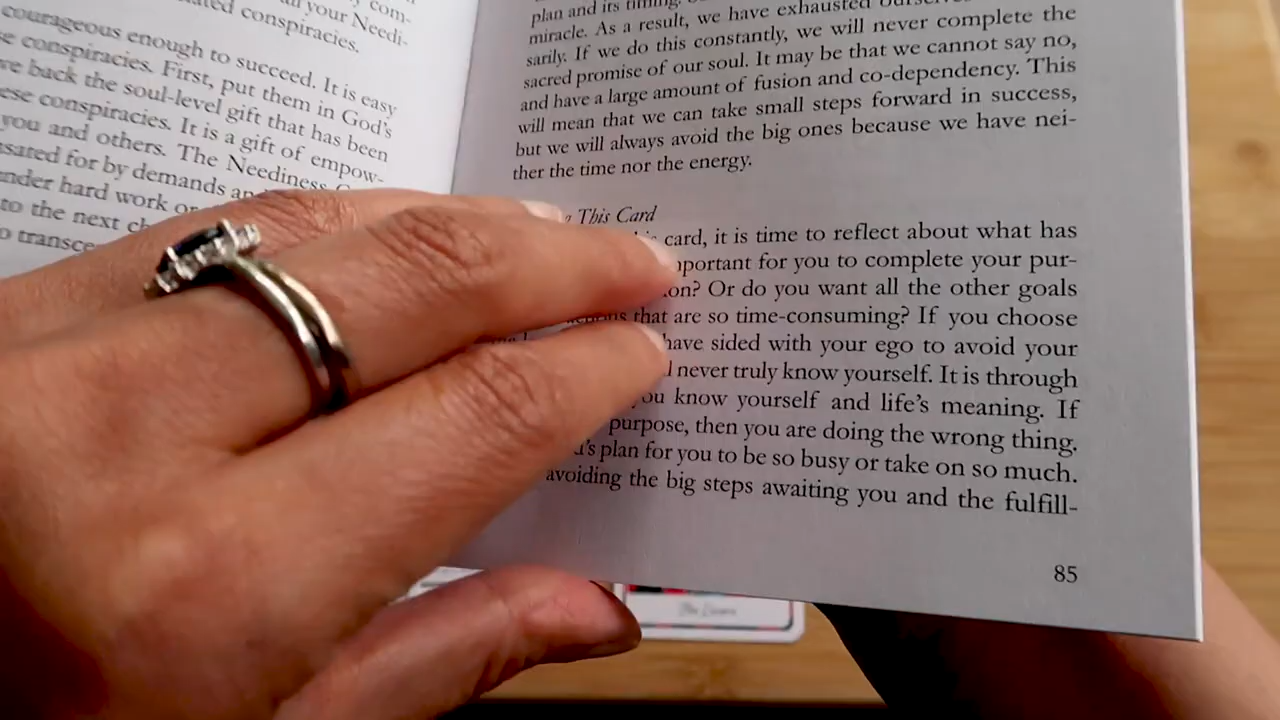 com-
all your Needi-
conspiracies.
courageous enough to succeed. It is easy
conspiracies. First, put them in God's
back the soul-level gift that has been
conspiracies. It is a gift of empow-
you and others. The Neediness
for by demands
hard work or
to the next
plan and its timing.
miracle. As a result, we have exhausted
sarily. If we do this constantly, we will never complete the
sacred promise of our soul. It may be that we cannot say no,
and have a large amount of fusion and co-dependency. This
will mean that we can take small steps forward in success,
but we will always avoid the big ones because we have nei-
ther the time nor the energy.
This Card
card, it is time to reflect about what has
for you to complete your pur-
Or do you want all the other goals
that are so time-consuming? If you choose
have sided with your ego to avoid your
never truly know yourself. It is through
you know yourself and life's meaning. If
purpose, then you are doing the wrong thing.
plan for you to be so busy or take on so much.
avoiding the big steps awaiting you and the fulfill-
85